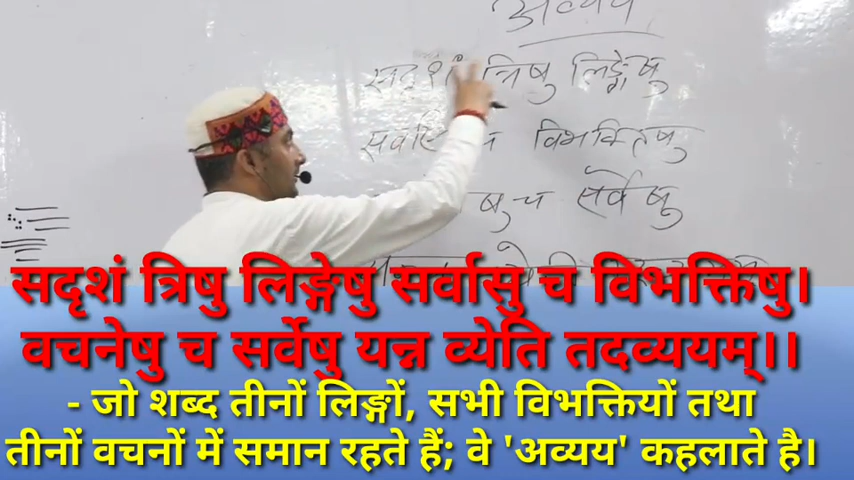 अव्यय
सदृशं त्रिषु लिङ्गेषु
विभक्तिषु
षु च सर्वेषु
सदृशं त्रिषु लिङ्गेषु सर्वासु च विभक्तिषु।
वचनेषु च सर्वेषु यन्न व्येति तदव्ययम्।।
- जो शब्द तीनों लिङ्गों, सभी विभक्तियों तथा
तीनों वचनों में समान रहते हैं; वे 'अव्यय' कहलाते है।